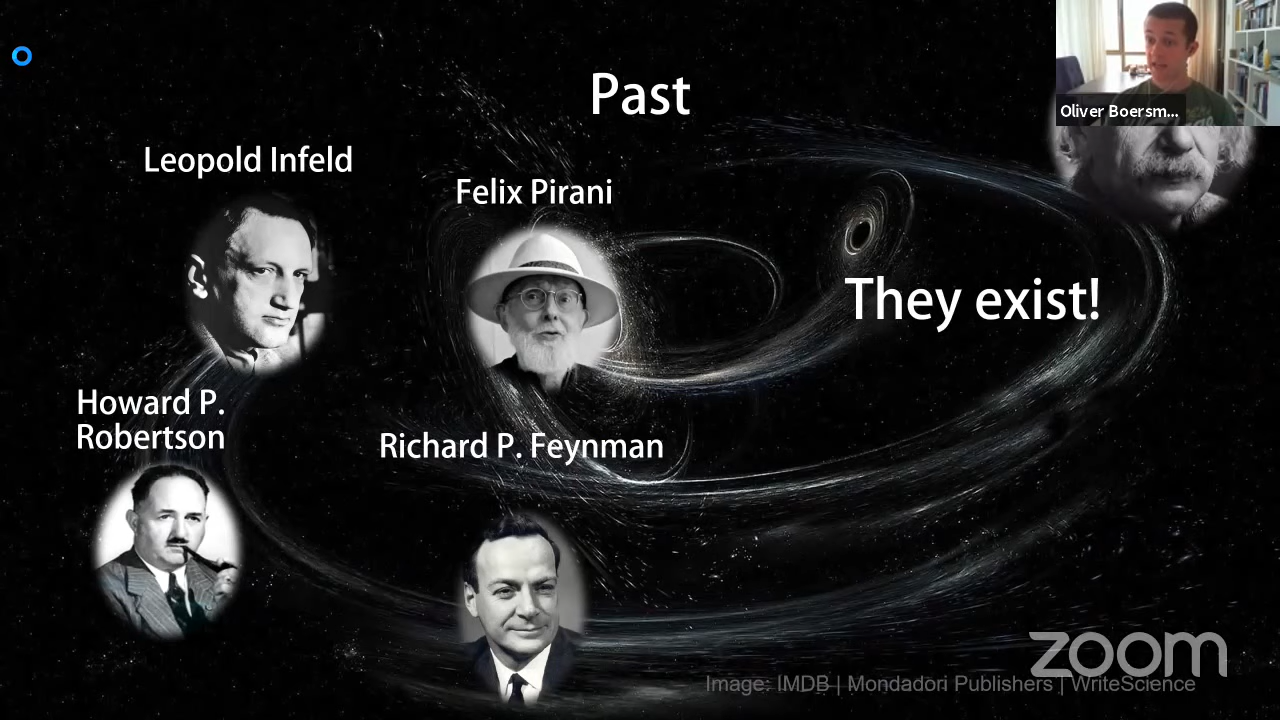 Past
Oliver Boersm...
Leopold Infeld
Felix Pirani
They exist!
Howard P.
Robertson
Richard P. Feynman
zoom
Image: IMDB | Mondadori Publishers | WriteScience